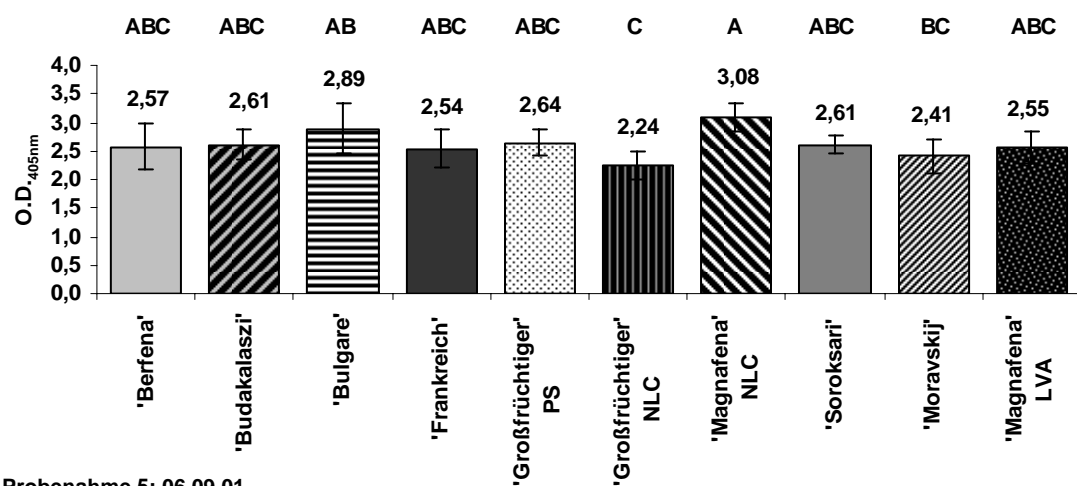 ABC ABC AB ABC ABC C A ABC BC ABC
4,0
3,5
3,0
2,5
2,0
1,5
1,0
0,5
0,0
O.D.405nm
2,57 2,61 2,89 2,54 2,64 2,24 3,08 2,61 2,41 2,55
'Berfena'
'Budakalaszi'
'Bulgare'
'Frankreich'
'Großfrüchtiger'
PS
'Großfrüchtiger'
NLC
'Magnafena'
NLC
'Soroksari'
'Moravskij'
'Magnafena'
LVA
Probenahme 5: 06.09.01